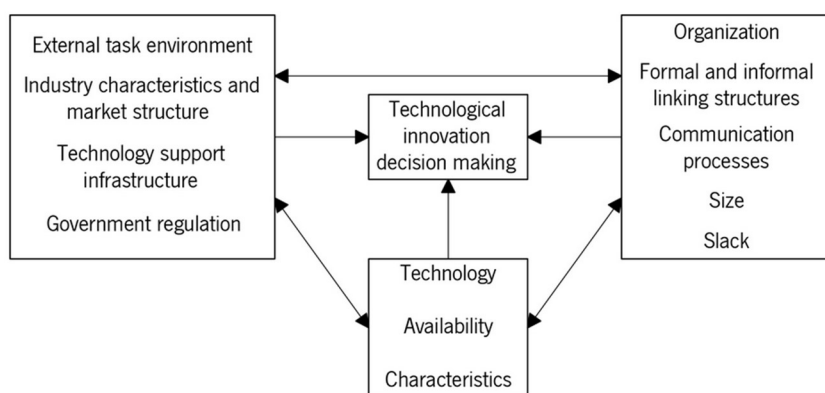 External task environment
Industry characteristics and
market structure
Technology support
infrastructure
Government regulation
Technological
innovation
decision making
Organization
Formal and informal
linking structures
Communication
processes
Size
Slack
Technology
Availability
Characteristics